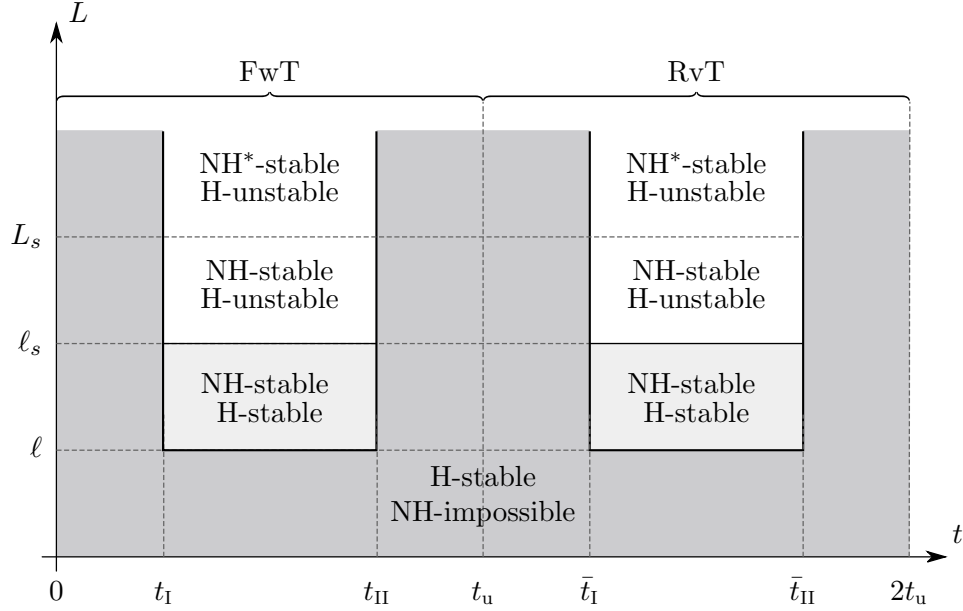 L
FwT RvT
NH*-stable NH*-stable
H-unstable H-unstable
L_s
NH-stable NH-stable
H-unstable H-unstable
ℓ_s
NH-stable NH-stable
H-stable H-stable
ℓ
H-stable
NH-impossible
t
0 t_I t_II t_u t̄_I t̄_II 2t_u